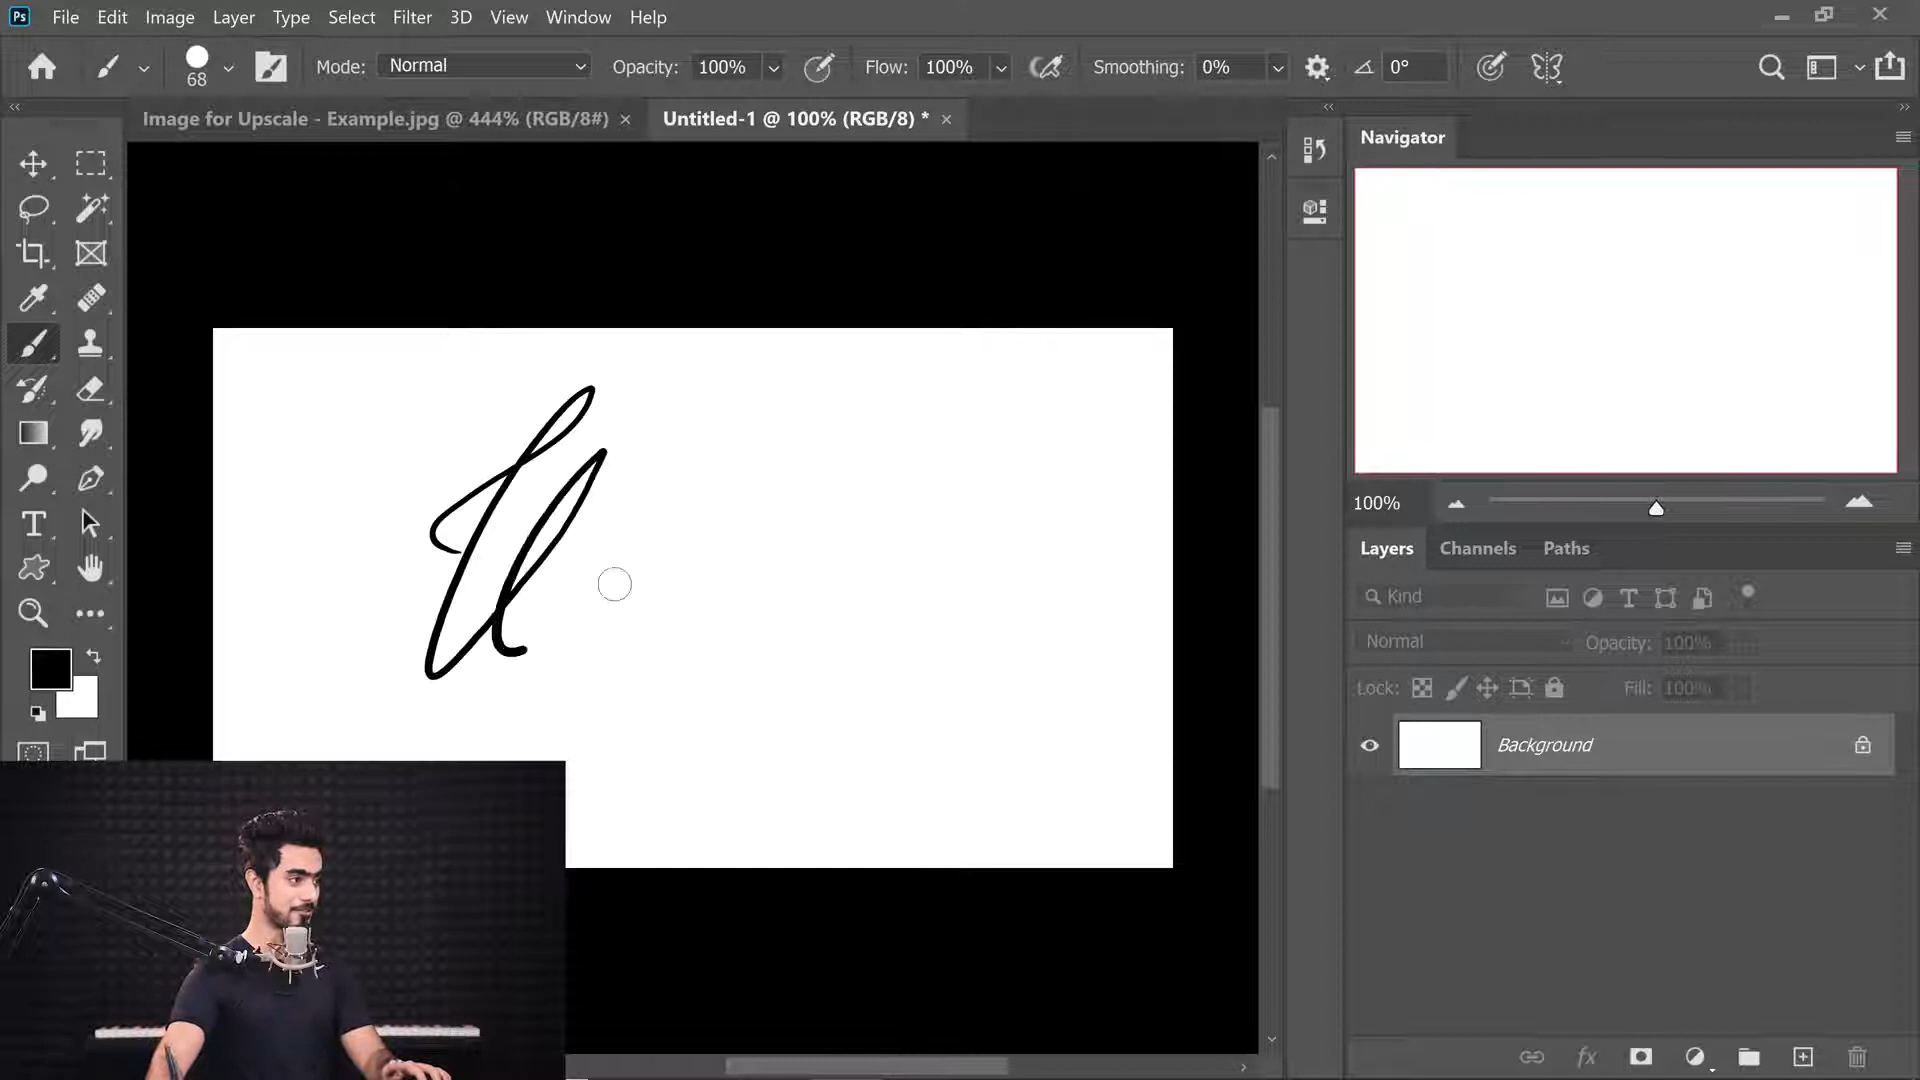 Ps File Edit Image Layer Type Select Filter 3D View Window Help
68 Mode: Normal Opacity: 100% Flow: 100% Smoothing: 0% 0°
Image for Upscale - Example.jpg @ 444% (RGB/8#) × Untitled-1 @ 100% (RGB/8) * ×
Navigator
100%
Layers Channels Paths
Kind
Normal Opacity: 100%
Lock: Fill: 100%
Background
fx